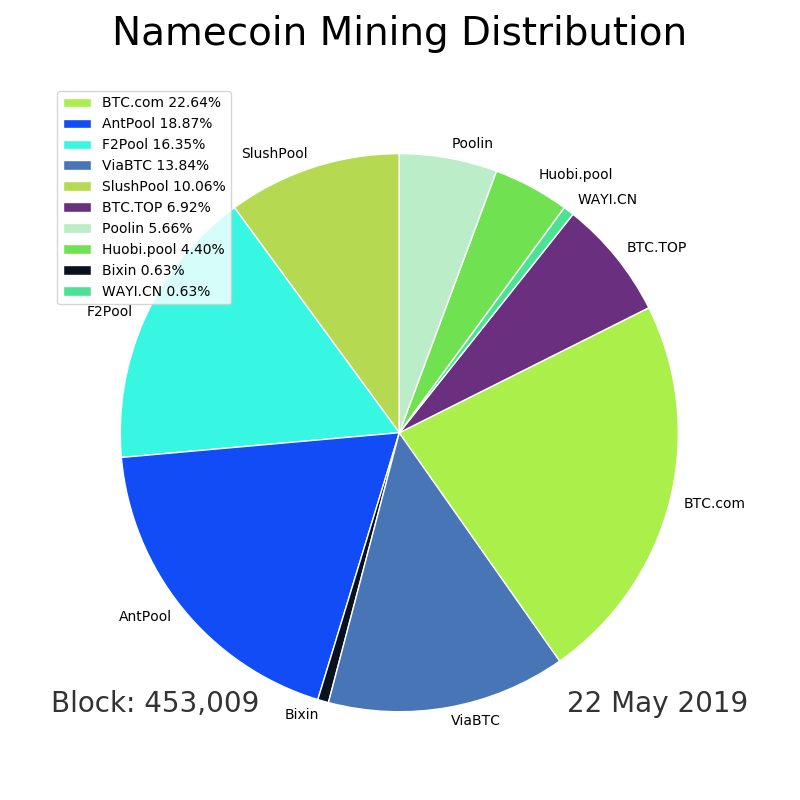 Namecoin Mining Distribution
BTC.com 22.64%
AntPool 18.87%
F2Pool 16.35%
ViaBTC 13.84%
SlushPool 10.06%
BTC.TOP 6.92%
Poolin 5.66%
Huobi.pool 4.40%
Bixin 0.63%
WAYI.CN 0.63%
Poolin
SlushPool
Huobi.pool
WAYI.CN
BTC.TOP
F2Pool
BTC.com
AntPool
Bixin
ViaBTC
Block: 453,009
22 May 2019